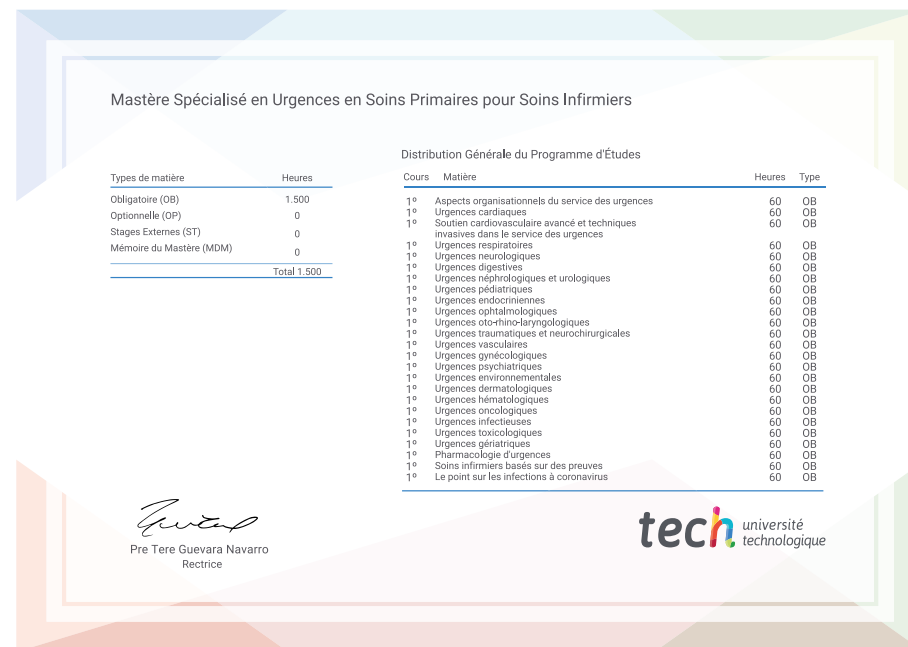 Mastère Spécialisé en Urgences en Soins Primaires pour Soins Infirmiers
Types de matière Heures
Obligatoire (OB) 1.500
Optionnelle (OP) 0
Stages Externes (ST) 0
Mémoire du Mastère (MDM) 0
Total 1.500
Distribution Générale du Programme d'Études
Cours Matière Heures Type
1º Aspects organisationnels du service des urgences 60 OB
1º Urgences cardiaques 60 OB
1º Soutien cardiovasculaire avancé et techniques 60 OB
invasives dans le service des urgences
1º Urgences respiratoires 60 OB
1º Urgences neurologiques 60 OB
1º Urgences digestives 60 OB
1º Urgences néphrologiques et urologiques 60 OB
1º Urgences pédiatriques 60 OB
1º Urgences endocriniennes 60 OB
1º Urgences ophtalmologiques 60 OB
1º Urgences oto-rhino-laryngologiques 60 OB
1º Urgences traumatiques et neurochirurgicales 60 OB
1º Urgences vasculaires 60 OB
1º Urgences gynécologiques 60 OB
1º Urgences psychiatriques 60 OB
1º Urgences environnementales 60 OB
1º Urgences dermatologiques 60 OB
1º Urgences hématologiques 60 OB
1º Urgences oncologiques 60 OB
1º Urgences infectieuses 60 OB
1º Urgences toxicologiques 60 OB
1º Urgences gériatriques 60 OB
1º Pharmacologie d'urgences 60 OB
1º Soins infirmiers basés sur des preuves 60 OB
1º Le point sur les infections à coronavirus 60 OB
Pre Tere Guevara Navarro
Rectrice
tech université
technologique